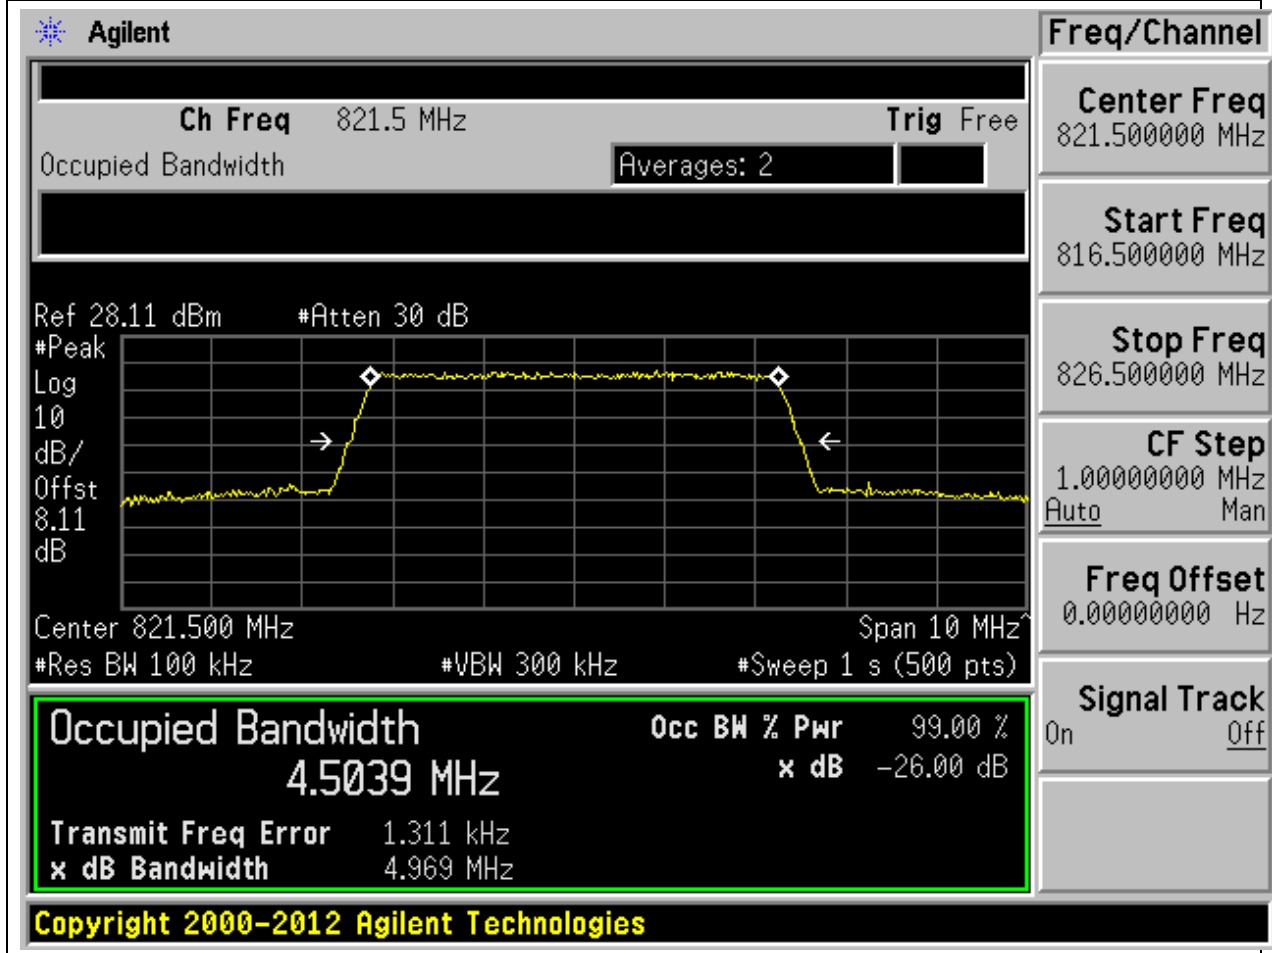 Agilent
Freq/Channel
Ch Freq 821.5 MHz Trig Free
Occupied Bandwidth Averages: 2
Center Freq
821.500000 MHz
Start Freq
816.500000 MHz
Stop Freq
826.500000 MHz
CF Step
1.00000000 MHz
Auto Man
Freq Offset
0.00000000 Hz
Signal Track
On Off
Ref 28.11 dBm #Atten 30 dB
#Peak
Log
10
dB/
Offst
8.11
dB
Center 821.500 MHz Span 10 MHz^
#Res BW 100 kHz #VBW 300 kHz #Sweep 1 s (500 pts)
Occupied Bandwidth Occ BW % Pwr 99.00 %
4.5039 MHz x dB -26.00 dB
Transmit Freq Error 1.311 kHz
x dB Bandwidth 4.969 MHz
Copyright 2000-2012 Agilent Technologies